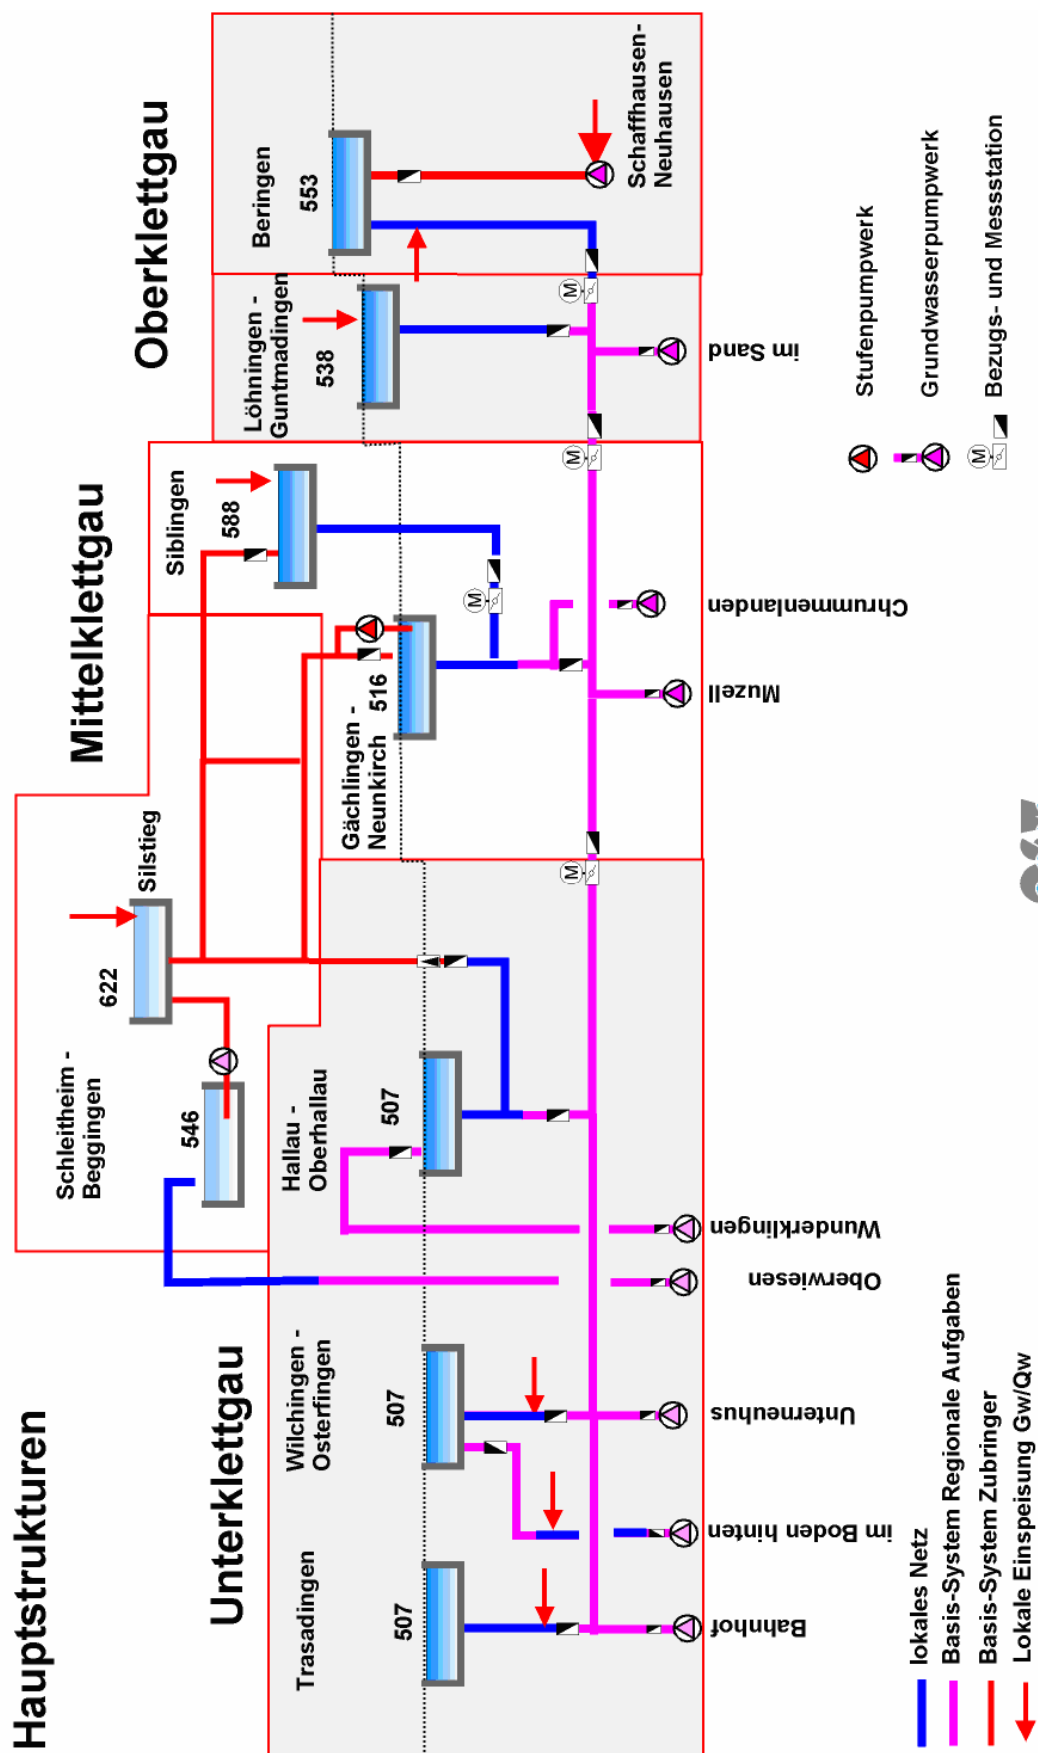 Hauptstrukturen
Unterklettgau
Mittelklettgau
Oberklettgau
Schleitheim -
Beggingen
546
622
Silstieg
Siblingen
588
Löhningen -
Guntmadingen
538
Beringen
553
Trasadingen
507
Wilchingen -
Osterfingen
507
Hallau -
Oberhallau
507
Gächlingen -
Neunkirch
516
M
M
M
M
Schaffhausen-
Neuhausen
Bahnhof
im Boden hinten
Unterneuhus
Oberwiesen
Wunderklingen
Muzell
Chrummenlanden
im Sand
lokales Netz
Basis-System Regionale Aufgaben
Basis-System Zubringer
Lokale Einspeisung Gw/Qw
Stufenpumpwerk
Grundwasserpumpwerk
M
Bezugs- und Messstation